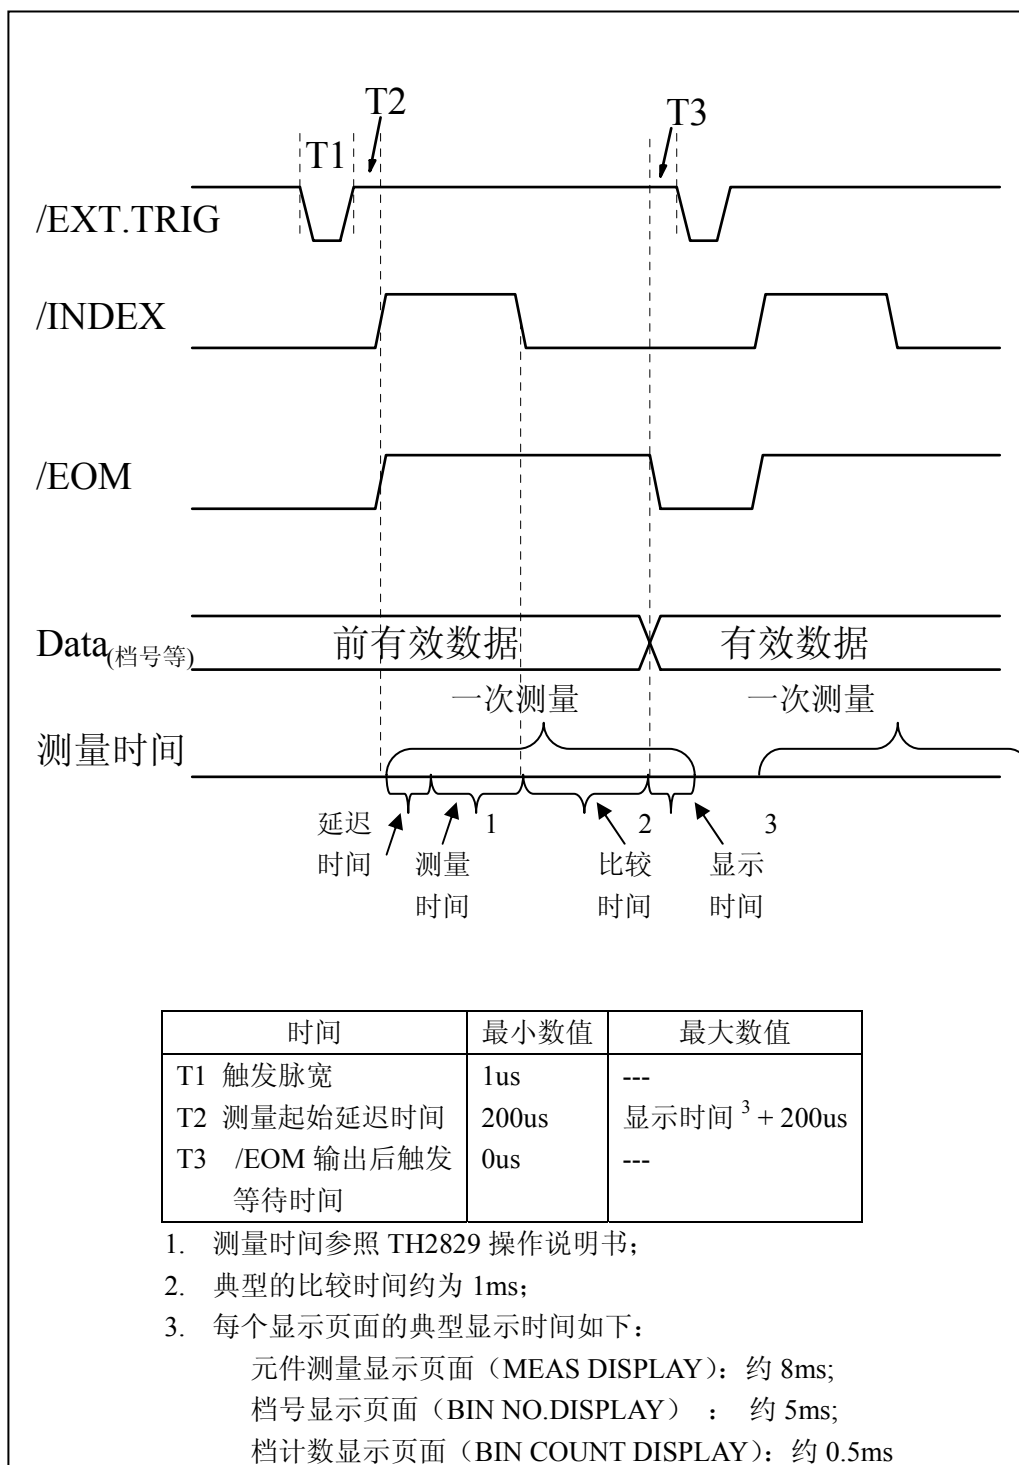 T2
T3
T1
/EXT.TRIG
/INDEX
/EOM
Data(档号等)
前有效数据
有效数据
一次测量
一次测量
测量时间
延迟时间
1
测量时间
2
比较时间
3
显示时间
时间 最小数值 最大数值
T1 触发脉宽 1us ---
T2 测量起始延迟时间 200us 显示时间 3 + 200us
T3 /EOM 输出后触发 0us ---
等待时间
1. 测量时间参照 TH2829 操作说明书；
2. 典型的比较时间约为 1ms；
3. 每个显示页面的典型显示时间如下：
元件测量显示页面（MEAS DISPLAY）：约 8ms;
档号显示页面（BIN NO.DISPLAY） ： 约 5ms;
档计数显示页面（BIN COUNT DISPLAY）：约 0.5ms